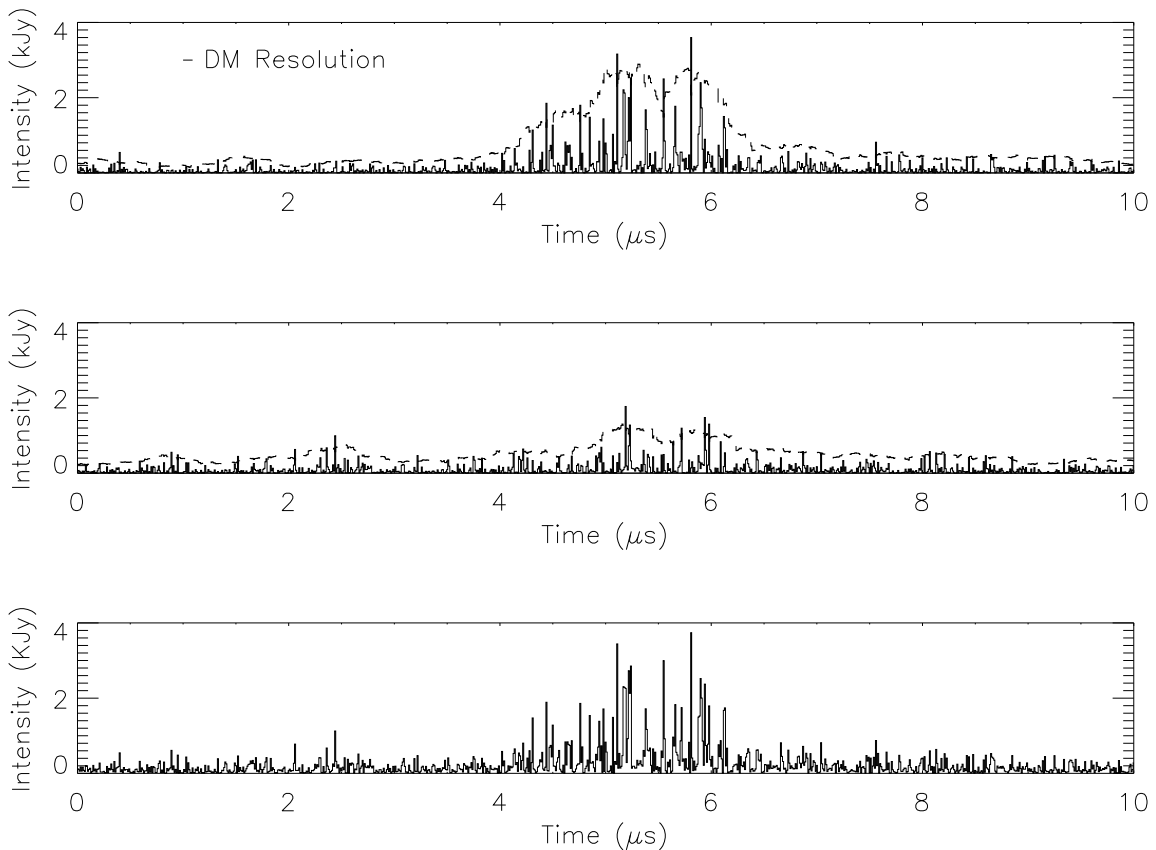 Intensity (kJy)
4
2
0
- DM Resolution
0 2 4 6 8 10
Time (μs)
Intensity (kJy)
4
2
0
0 2 4 6 8 10
Time (μs)
Intensity (KJy)
4
2
0
0 2 4 6 8 10
Time (μs)